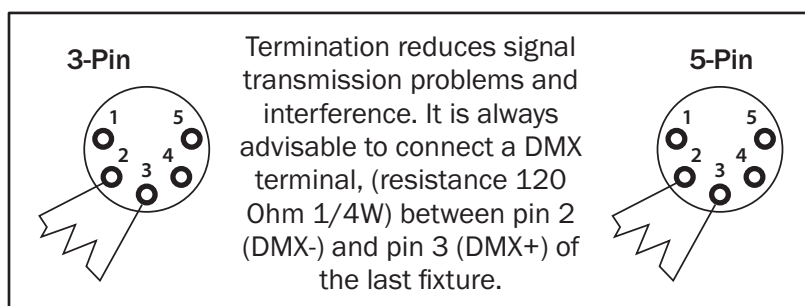 3-Pin
1
5
2
4
3
Termination reduces signal
transmission problems and
interference. It is always
advisable to connect a DMX
terminal, (resistance 120
Ohm 1/4W) between pin 2
(DMX-) and pin 3 (DMX+) of
the last fixture.
5-Pin
1
5
2
4
3